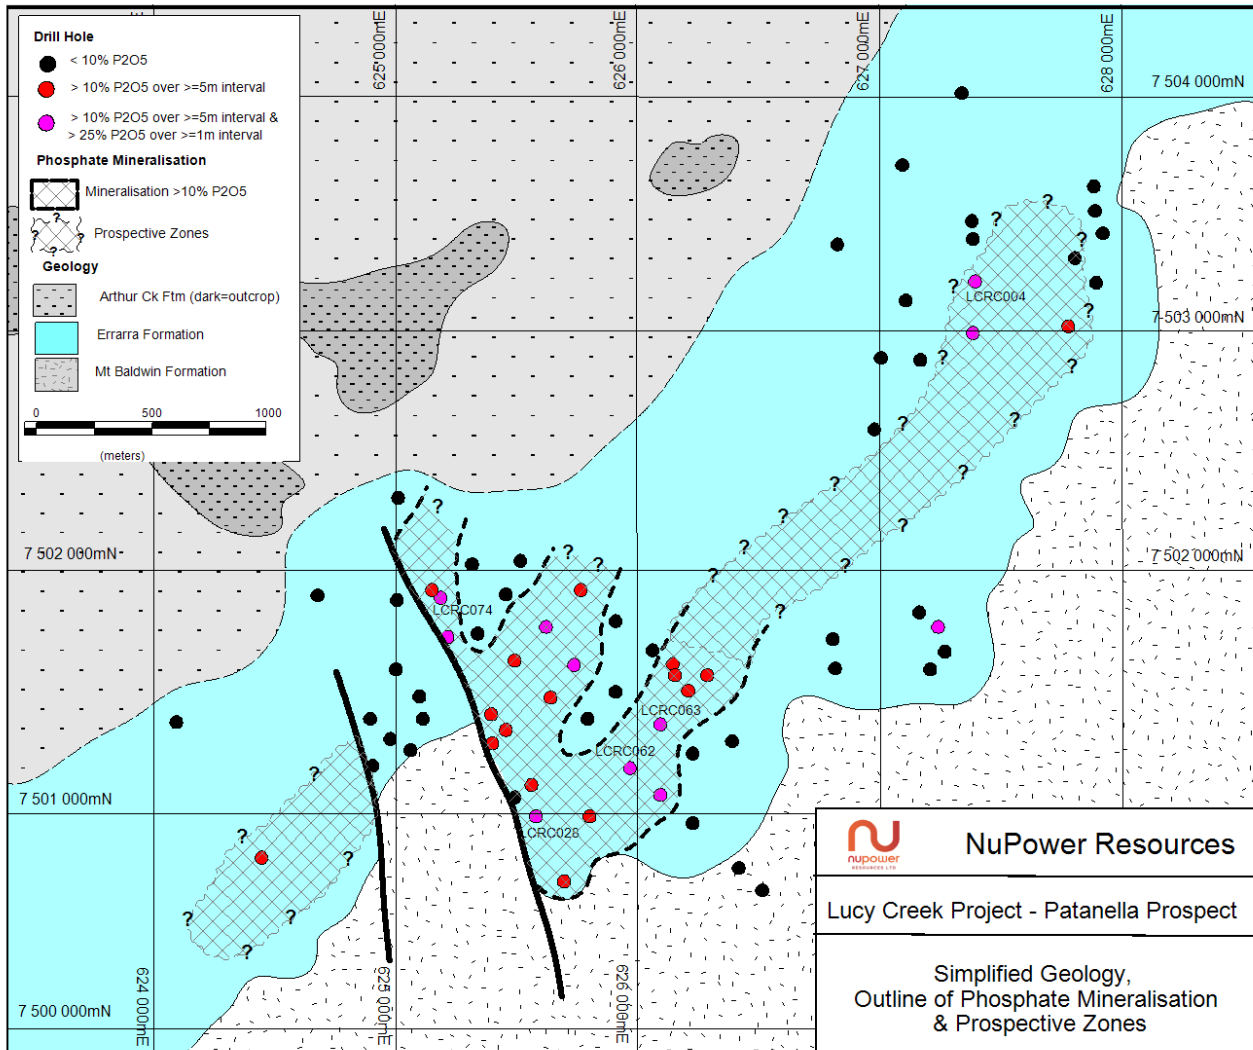 Drill Hole
< 10% P2O5
> 10% P2O5 over >=5m interval
> 10% P2O5 over >=5m interval &
> 25% P2O5 over >=1m interval
Phosphate Mineralisation
Mineralisation >10% P2O5
? ? ? ?
Prospective Zones
Geology
Arthur Ck Ftm (dark=outcrop)
Errarra Formation
Mt Baldwin Formation
0 500 1000
(meters)
625 000mE
626 000mE
627 000mE
628 000mE
7 504 000mN
? ? ?
?
LCRC004
?
7 503 000mN
? ?
? ?
? ?
? ?
?
7 502 000mN
7 502 000mN
? ? ?
? ?
?
LCRC074
LCRC063
LCRC062
?
7 501 000mN
?
LCRC028
?
? ?
?
7 500 000mN
624 000mE
625 000mE
626 000mE
nupower
RESOURCES LTD
NuPower Resources
Lucy Creek Project - Patanella Prospect
Simplified Geology,
Outline of Phosphate Mineralisation
& Prospective Zones